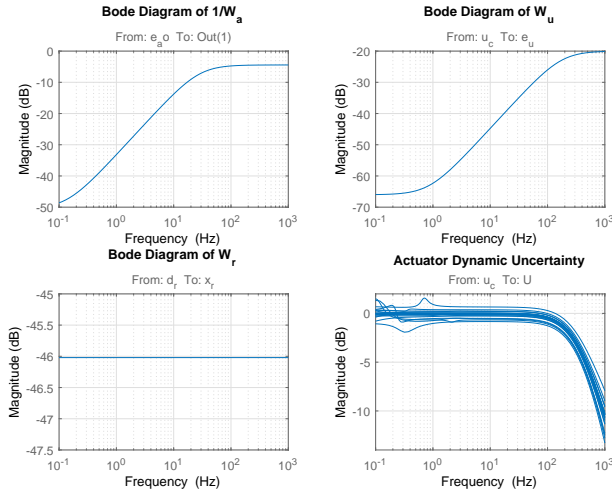 Bode Diagram of 1/W_a
From: e_a o  To: Out(1)
Magnitude (dB)
0
-10
-20
-30
-40
-50
10^-1
10^0
10^1
10^2
10^3
Frequency (Hz)
Bode Diagram of W_u
From: u_c  To: e_u
Magnitude (dB)
-20
-30
-40
-50
-60
-70
10^-1
10^0
10^1
10^2
10^3
Frequency (Hz)
Bode Diagram of W_r
From: d_r  To: x_r
Magnitude (dB)
-45
-45.5
-46
-46.5
-47
-47.5
10^-1
10^0
10^1
10^2
10^3
Frequency (Hz)
Actuator Dynamic Uncertainty
From: u_c  To: U
Magnitude (dB)
0
-5
-10
10^-1
10^0
10^1
10^2
10^3
Frequency (Hz)